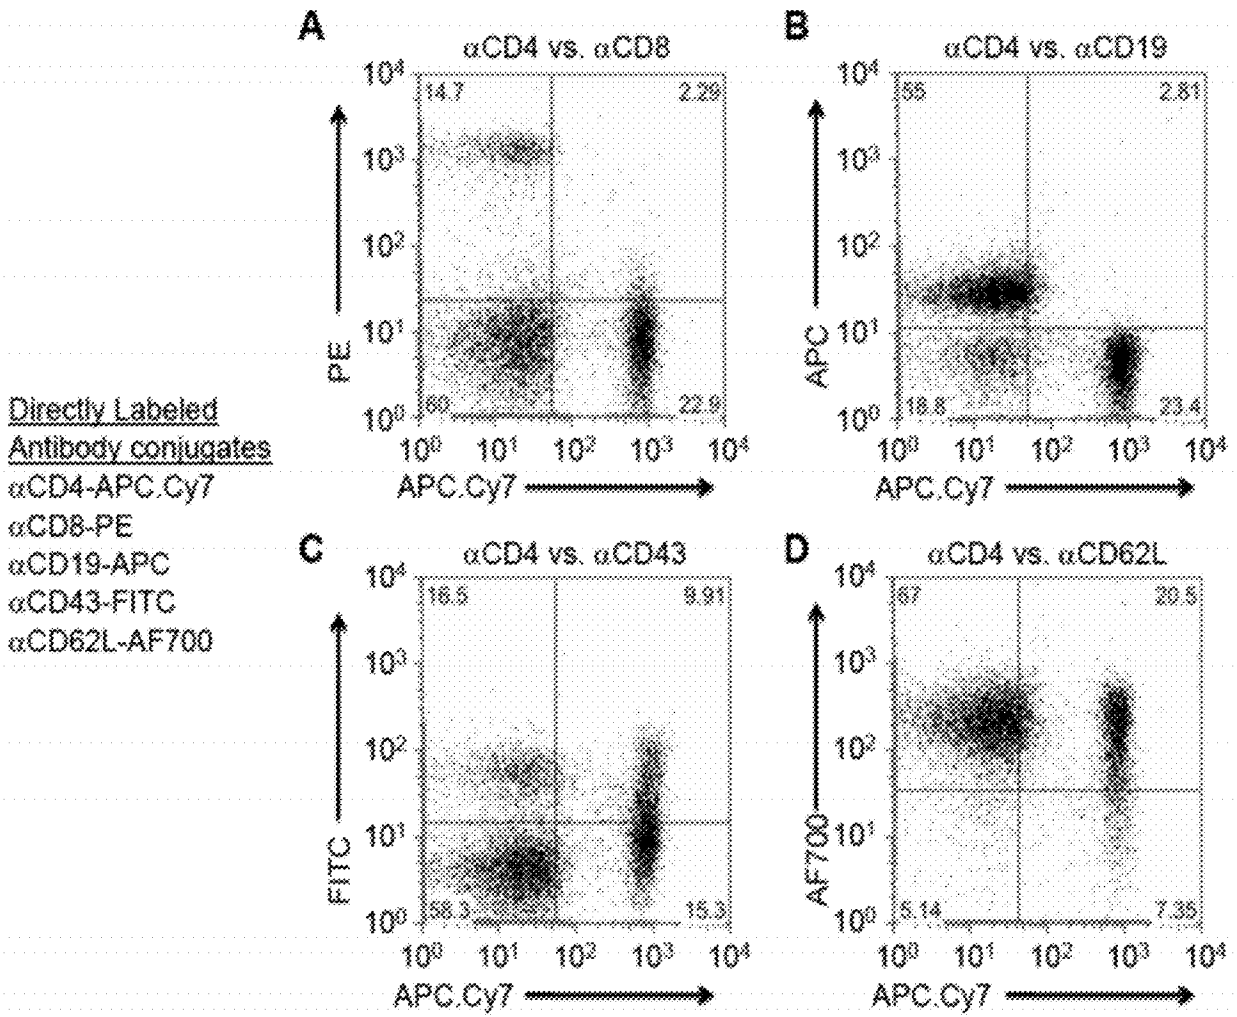 A
αCD4 vs. αCD8
10⁴
14.7
2.29
10³
10²
10¹
10⁰
60
22.9
PE
10⁰ 10¹ 10² 10³ 10⁴
APC.Cy7
B
αCD4 vs. αCD19
10⁴
55
2.81
10³
10²
10¹
10⁰
18.8
23.4
APC
10⁰ 10¹ 10² 10³ 10⁴
APC.Cy7
Directly Labeled
Antibody conjugates
αCD4-APC.Cy7
αCD8-PE
αCD19-APC
αCD43-FITC
αCD62L-AF700
C
αCD4 vs. αCD43
10⁴
16.5
9.91
10³
10²
10¹
10⁰
58.3
15.3
FITC
10⁰ 10¹ 10² 10³ 10⁴
APC.Cy7
D
αCD4 vs. αCD62L
10⁴
67
20.5
10³
10²
10¹
10⁰
5.14
7.35
AF700
10⁰ 10¹ 10² 10³ 10⁴
APC.Cy7